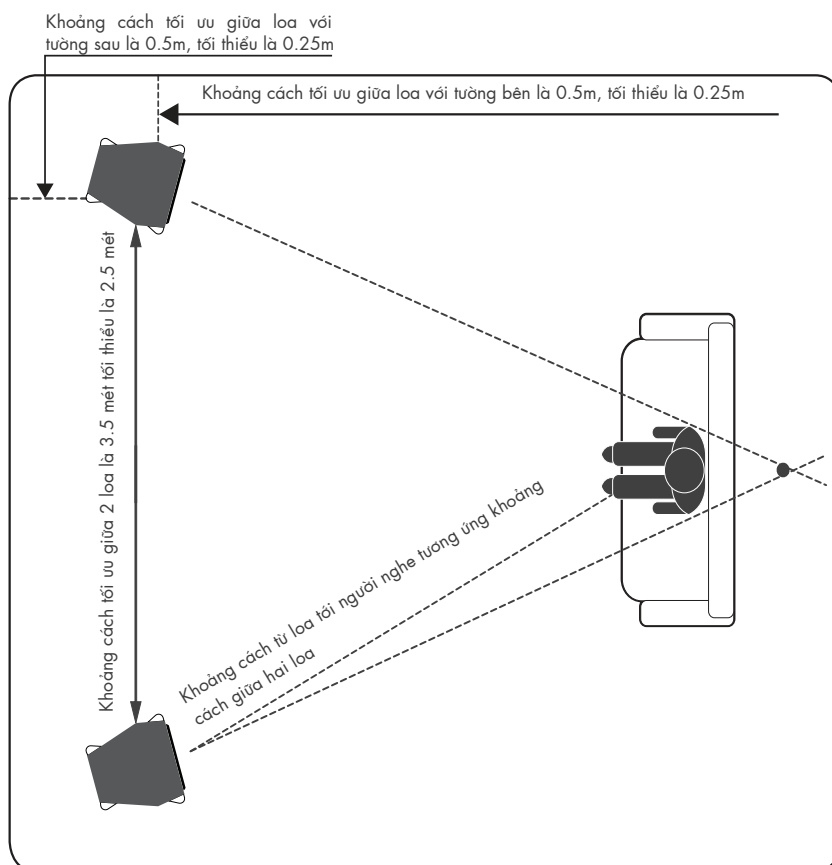 Khoảng cách tối ưu giữa loa với
tường sau là 0.5m, tối thiểu là 0.25m
Khoảng cách tối ưu giữa loa với tường bên là 0.5m, tối thiểu là 0.25m
Khoảng cách tối ưu giữa 2 loa là 3.5 mét tối thiểu là 2.5 mét
Khoảng cách từ loa tới người nghe tương ứng khoảng
cách giữa hai loa